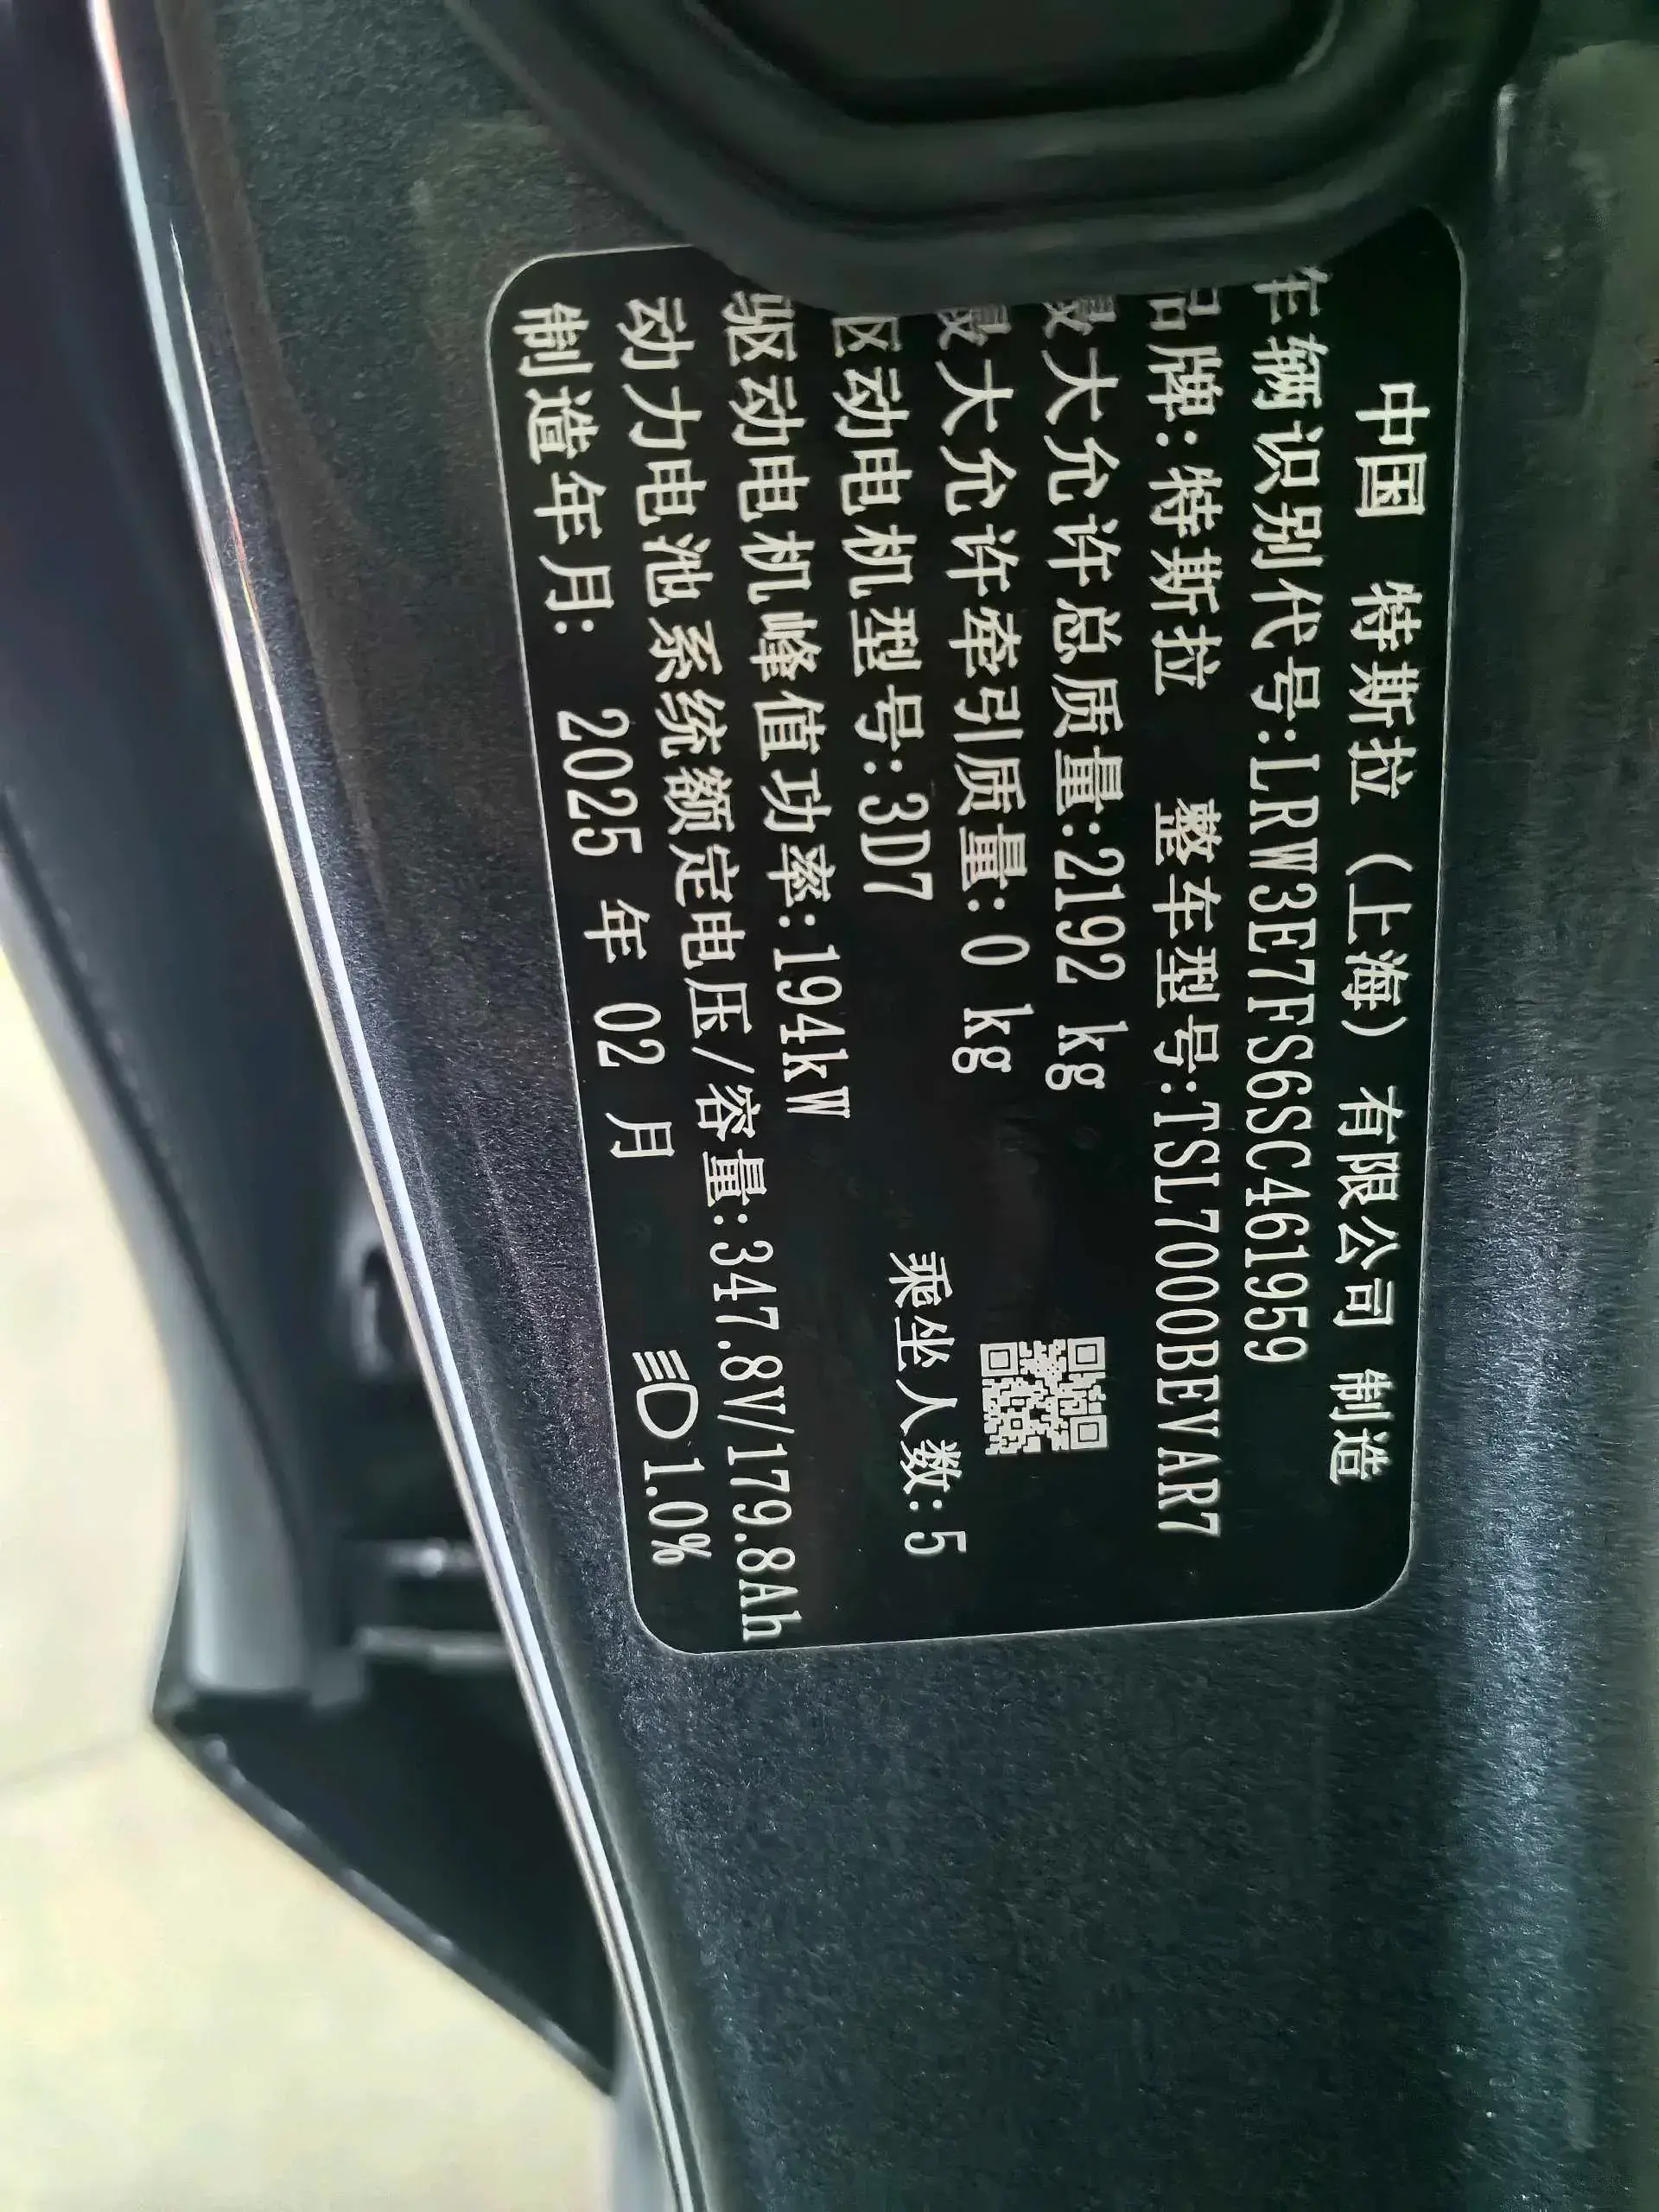 中国 特斯拉（上海）有限公司 制造
车辆识别代号:LRW3E7FS6SC461959
品牌:特斯拉 整车型号:TSL7000BEVAR7
最大允许总质量:2192 kg
最大允许牵引质量:0 kg
驱动电机型号:3D7 乘坐人数:5
驱动电机峰值功率:194kW
动力电池系统额定电压/容量:347.8V/179.8Ah
制造年月: 2025 年 02 月 1.0%